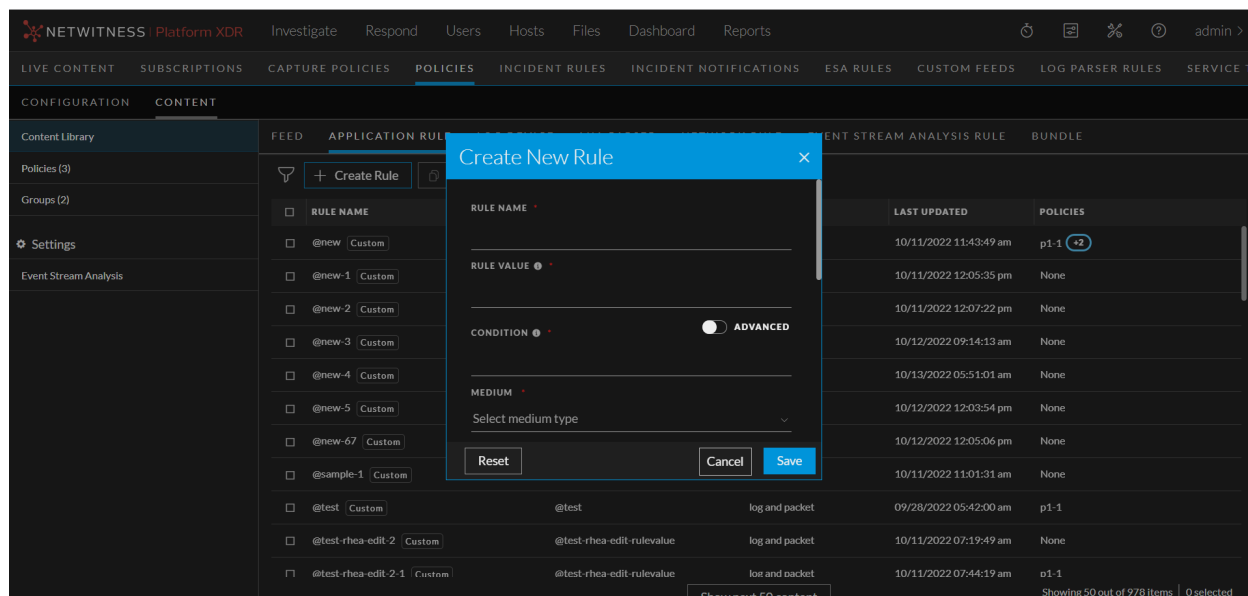 NETWITNESS | Platform XDR Investigate Respond Users Hosts Files Dashboard Reports admin >
LIVE CONTENT SUBSCRIPTIONS CAPTURE POLICIES POLICIES INCIDENT RULES INCIDENT NOTIFICATIONS ESA RULES CUSTOM FEEDS LOG PARSER RULES SERVICE
CONFIGURATION CONTENT
Content Library
Policies (3)
Groups (2)
Settings
Event Stream Analysis
FEED APPLICATION RULE EVENT STREAM ANALYSIS RULE BUNDLE
+ Create Rule
RULE NAME LAST UPDATED POLICIES
@new Custom 10/11/2022 11:43:49 am p1-1 +2
@new-1 Custom 10/11/2022 12:05:35 pm None
@new-2 Custom 10/11/2022 12:07:22 pm None
@new-3 Custom 10/12/2022 09:14:13 am None
@new-4 Custom 10/13/2022 05:51:01 am None
@new-5 Custom 10/12/2022 12:03:54 pm None
@new-67 Custom 10/12/2022 12:05:06 pm None
@sample-1 Custom 10/11/2022 11:01:31 am None
@test Custom @test log and packet 09/28/2022 05:42:00 am p1-1
@test-rhea-edit-2 Custom @test-rhea-edit-rulevalue log and packet 10/11/2022 07:19:49 am None
@test-rhea-edit-2-1 Custom @test-rhea-edit-rulevalue log and packet 10/11/2022 07:44:19 am p1-1
Show next 50 content
Showing 50 out of 978 items | 0 selected
Create New Rule ×
RULE NAME *
RULE VALUE *
CONDITION * ADVANCED
MEDIUM *
Select medium type
Reset Cancel Save